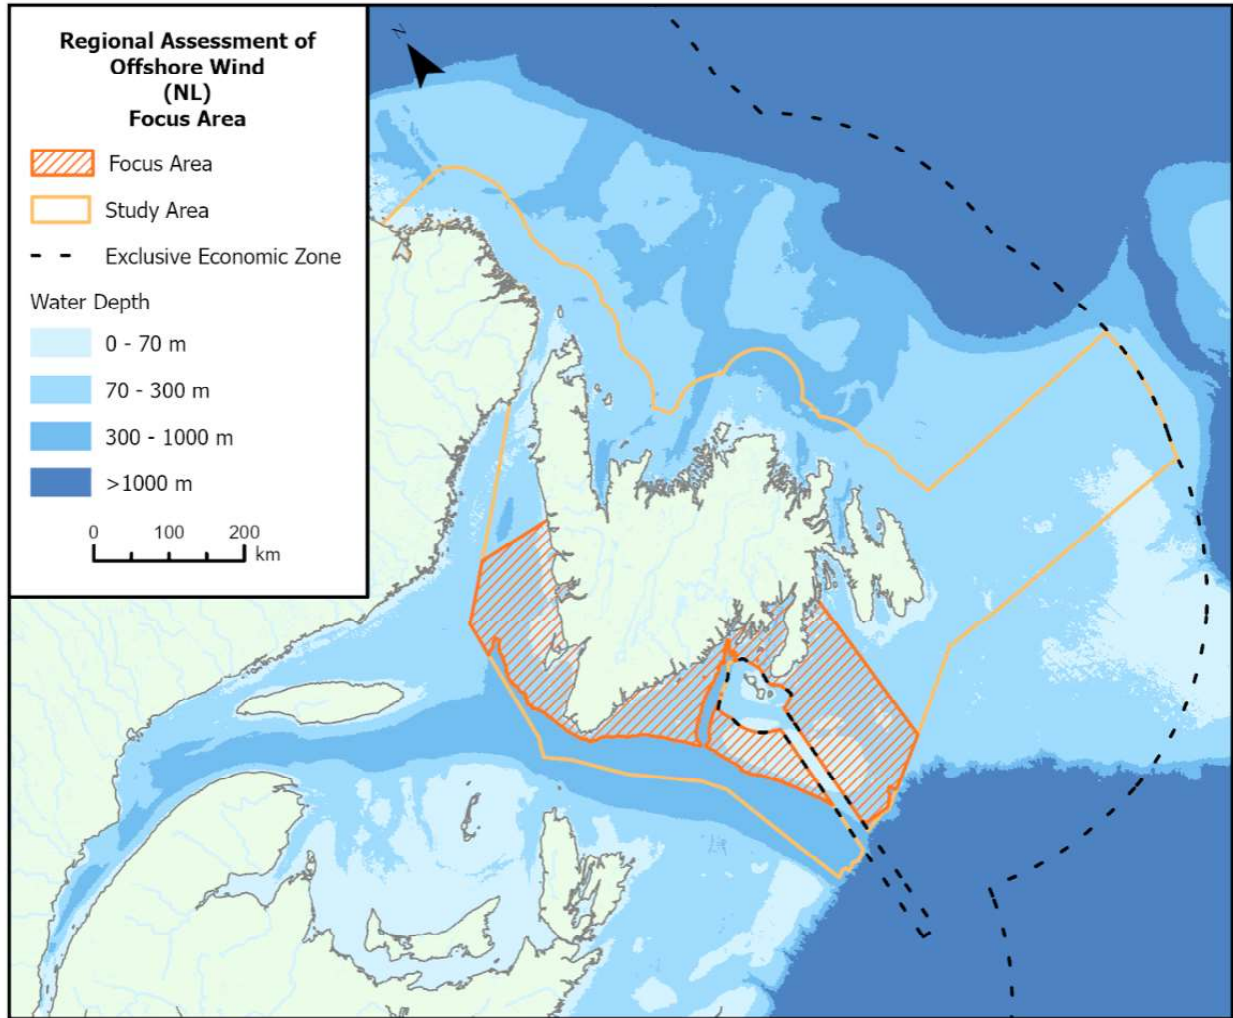 Regional Assessment of
Offshore Wind
(NL)
Focus Area
Focus Area
Study Area
Exclusive Economic Zone
Water Depth
0 - 70 m
70 - 300 m
300 - 1000 m
>1000 m
0 100 200
km
N